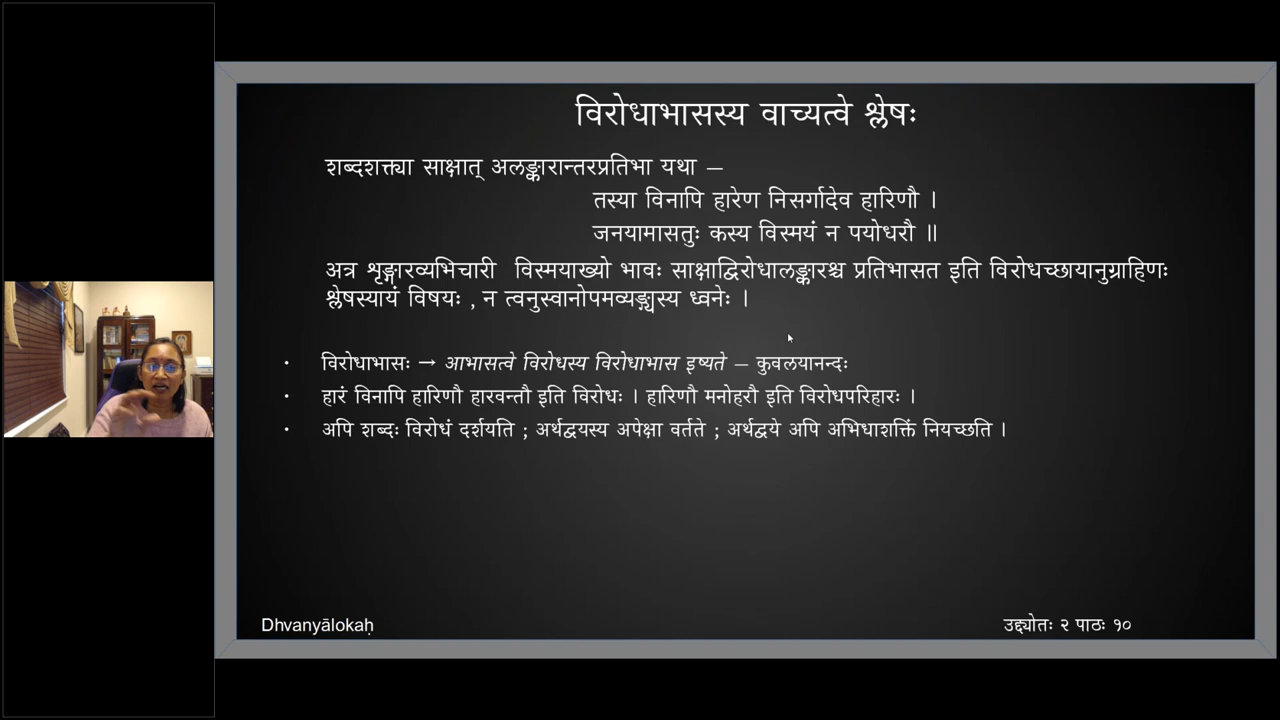 विरोधाभासस्य वाच्यत्वे श्लेषः
शब्दशक्त्या साक्षात् अलङ्कारान्तरप्रतिभा यथा –
तस्या विनापि हारेण निसर्गादेव हारिणौ ।
जनयामासतुः कस्य विस्मयं न पयोधरौ ॥
अत्र शृङ्गारव्यभिचारी विस्मयाख्यो भावः साक्षाद्विरोधालङ्कारश्च प्रतिभासत इति विरोधच्छायानुग्राहिणः
श्लेषस्यायं विषयः , न त्वनुस्वानोपमव्यङ्ग्यस्य ध्वनेः ।
• विरोधाभासः → आभासत्वे विरोधस्य विरोधाभास इष्यते – कुवलयानन्दः
• हारं विनापि हारिणौ हारवन्तौ इति विरोधः । हारिणौ मनोहरौ इति विरोधपरिहारः ।
• अपि शब्दः विरोधं दर्शयति ; अर्थद्वयस्य अपेक्षा वर्तते ; अर्थद्वये अपि अभिधाशक्तिं नियच्छति ।
Dhvanyālokaḥ
उद्द्योतः २ पाठः १०